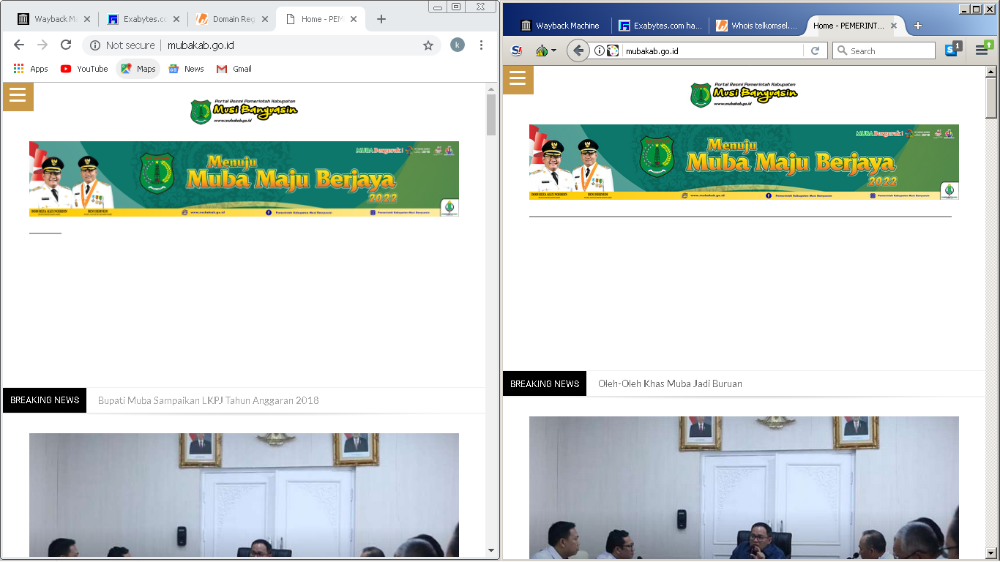 Wayback Ma
Exabytes.co
Domain Reg
Home - PEM
Not secure
mubakab.go.id
Apps
YouTube
Maps
News
Gmail
Portal Resmi Pemerintah Kabupaten
Musi Banyuasin
www.mubakab.go.id
MUBA Bergerak!
2018
Menuju
Muba Maju Berjaya
2022
DODI REZA ALEX NOERDIN
BENI HERNEDI
www.mubakab.go.id
Pemerintah Kabupaten Musi Banyuasin
Pemerintah Kabupaten Musi Banyuasin
BREAKING NEWS
Bupati Muba Sampaikan LKPJ Tahun Anggaran 2018
Wayback Machine
Exabytes.com ha...
Whois telkomsel....
Home - PEMERINT...
mubakab.go.id
Search
1
Portal Resmi Pemerintah Kabupaten
Musi Banyuasin
www.mubakab.go.id
MUBA Bergerak!
2018
Menuju
Muba Maju Berjaya
2022
DODI REZA ALEX NOERDIN
BENI HERNEDI
www.mubakab.go.id
Pemerintah Kabupaten Musi Banyuasin
Pemerintah Kabupaten Musi Banyuasin
BREAKING NEWS
Oleh-Oleh Khas Muba Jadi Buruan